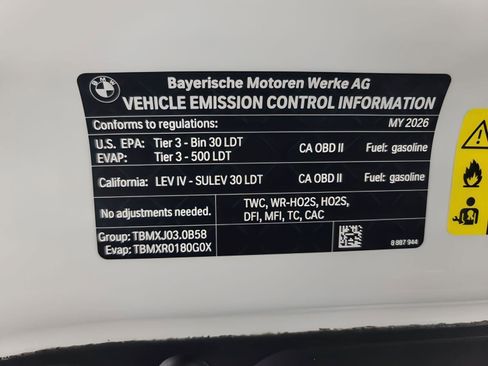 BMW
Bayerische Motoren Werke AG
VEHICLE EMISSION CONTROL INFORMATION
Conforms to regulations: MY 2026
U.S. EPA: Tier 3 - Bin 30 LDT CA OBD II Fuel: gasoline
EVAP: Tier 3 - 500 LDT
California: LEV IV - SULEV 30 LDT CA OBD II Fuel: gasoline
No adjustments needed. TWC, WR-HO2S, HO2S,
DFI, MFI, TC, CAC
Group: TBMXJ03.0B58
Evap: TBMXR0180G0X
8 887 944